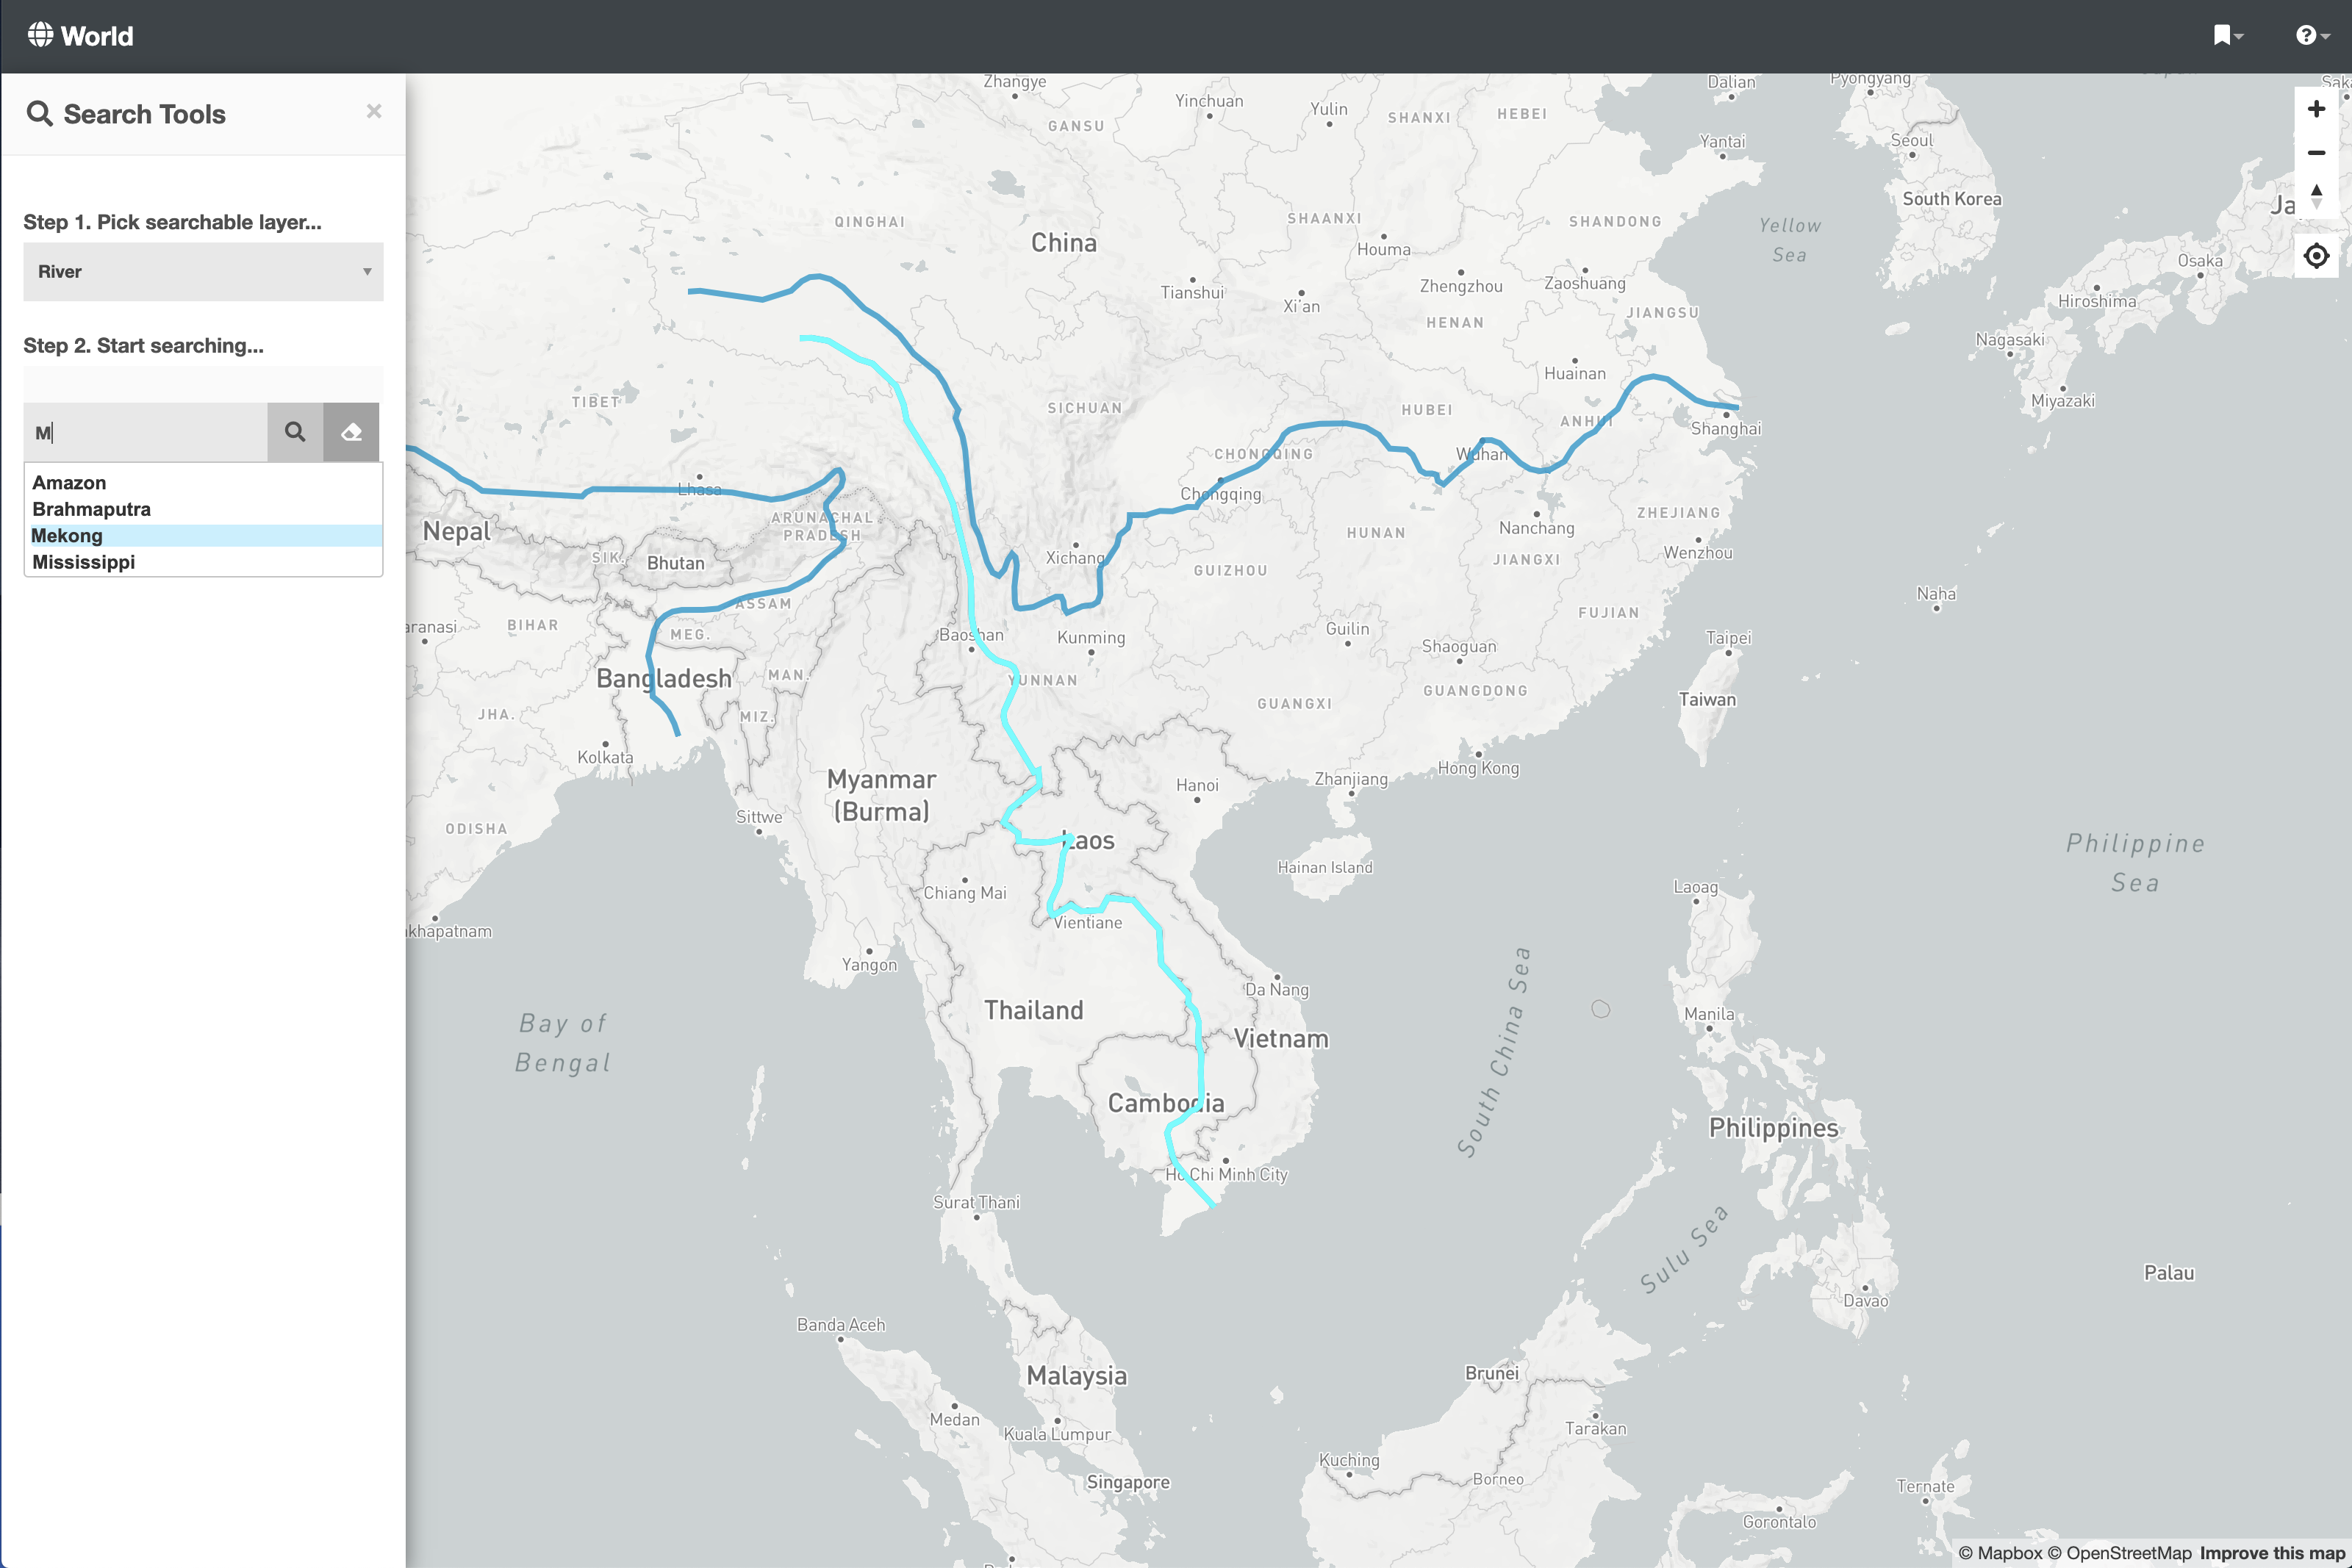 World
Search Tools
×
Step 1. Pick searchable layer...
River
Step 2. Start searching...
M
Amazon
Brahmaputra
Mekong
Mississippi
Zhangye
Yinchuan
Yulin
GANSU
SHANXI
HEBEI
Dalian
Pyongyang
Yantai
Seoul
South Korea
QINGHAI
China
SHAANXI
Houma
SHANDONG
Yellow
Sea
Tianshui
Xi'an
Zhengzhou
Zaozhuang
HENAN
JIANGSU
Osaka
Hiroshima
Nagasaki
Miyazaki
Huainan
TIBET
SICHUAN
HUBEI
ANHUI
Shanghai
CHONGQING
Wuhan
Lhasa
Chongqing
Nepal
ARUNACHAL
PRADESH
HUNAN
Nanchang
ZHEJIANG
SIK.
Bhutan
Xichang
GUIZHOU
JIANGXI
Wenzhou
ASSAM
Naha
BIHAR
MEG.
Baoshan
Kunming
Guilin
Shaoguan
FUJIAN
Taipei
Bangladesh
MAN.
YUNNAN
GUANGXI
GUANGDONG
Taiwan
JHA.
MIZ.
Kolkata
Myanmar
(Burma)
Hanoi
Zhanjiang
Hong Kong
Sittwe
ODISHA
Laos
Hainan Island
Philippine
Sea
Chiang Mai
Laoag
Vientiane
Yangon
Da Nang
Thailand
Vietnam
South China Sea
Manila
Bay of
Bengal
Cambodia
Philippines
Ho Chi Minh City
Surat Thani
Sulu Sea
Palau
Davao
Banda Aceh
Malaysia
Brunei
Medan
Kuala Lumpur
Tarakan
Kuching
Borneo
Singapore
Ternate
Gorontalo
© Mapbox © OpenStreetMap Improve this map